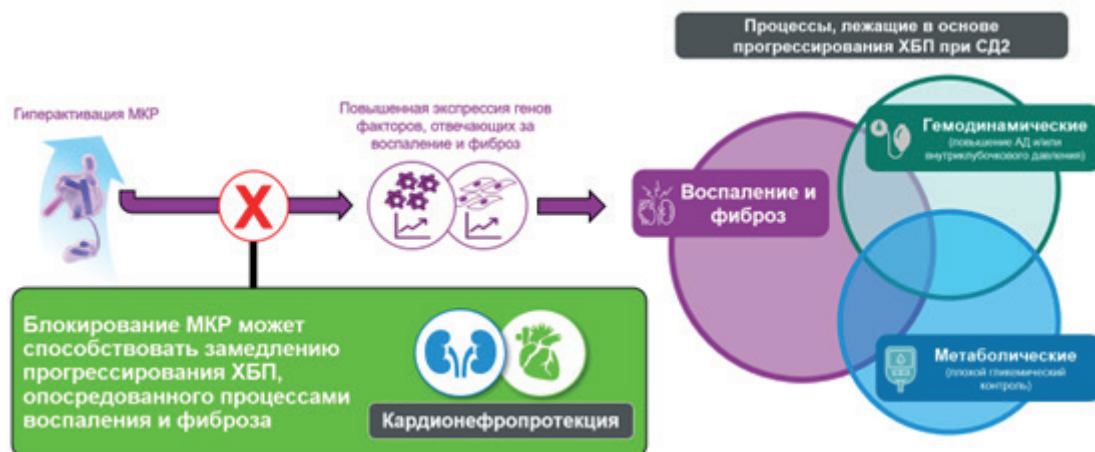 Процессы, лежащие в основе
прогрессирования ХБП при СД2
Гиперактивация МКР
Повышенная экспрессия генов
факторов, отвечающих за
воспаление и фиброз
X
Воспаление и
фиброз
Гемодинамические
(повышение АД и/или
внутриклубочкового давления)
Метаболические
(плохой гликемический
контроль)
Блокирование МКР может
способствовать замедлению
прогрессирования ХБП,
опосредованного процессами
воспаления и фиброза
Кардионефропротекция